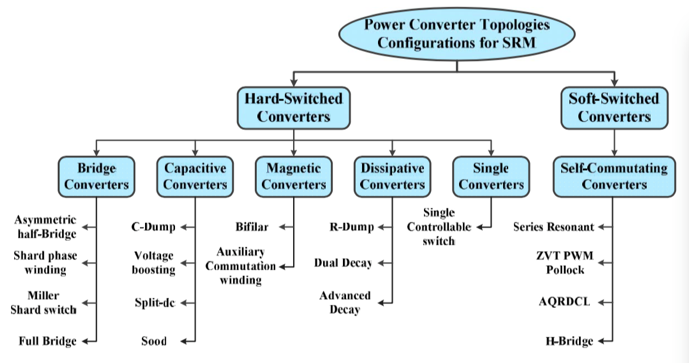 Power Converter Topologies
Configurations for SRM
Hard-Switched
Converters
Soft-Switched
Converters
Bridge
Converters
Capacitive
Converters
Magnetic
Converters
Dissipative
Converters
Single
Converters
Self-Commutating
Converters
Asymmetric
half-Bridge
Shard phase
winding
Miller
Shard switch
Full Bridge
C-Dump
Voltage
boosting
Split-dc
Sood
Bifilar
Auxiliary
Commutation
winding
R-Dump
Dual Decay
Advanced
Decay
Single
Controllable
switch
Series Resonant
ZVT PWM
Pollock
AQRDCL
H-Bridge